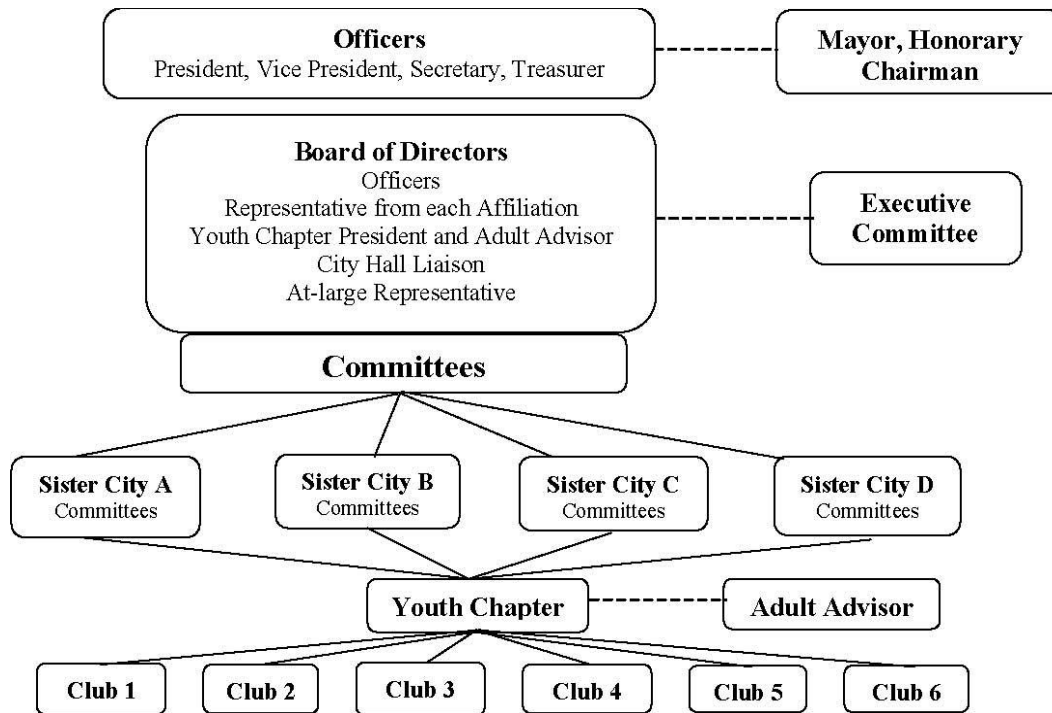 Officers
President, Vice President, Secretary, Treasurer
Mayor, Honorary
Chairman
Board of Directors
Officers
Representative from each Affiliation
Youth Chapter President and Adult Advisor
City Hall Liaison
At-large Representative
Executive
Committee
Committees
Sister City A
Committees
Sister City B
Committees
Sister City C
Committees
Sister City D
Committees
Youth Chapter
Adult Advisor
Club 1
Club 2
Club 3
Club 4
Club 5
Club 6